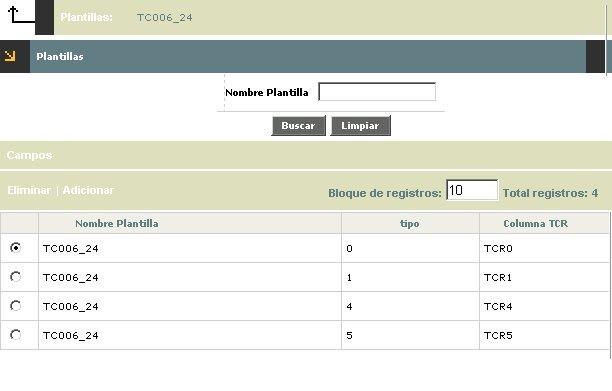 Plantillas: TC006_24
Plantillas
Nombre Plantilla
Buscar Limpiar
Campos
Eliminar | Adicionar Bloque de registros: 10 Total registros: 4
Nombre Plantilla tipo Columna TCR
TC006_24 0 TCR0
TC006_24 1 TCR1
TC006_24 4 TCR4
TC006_24 5 TCR5